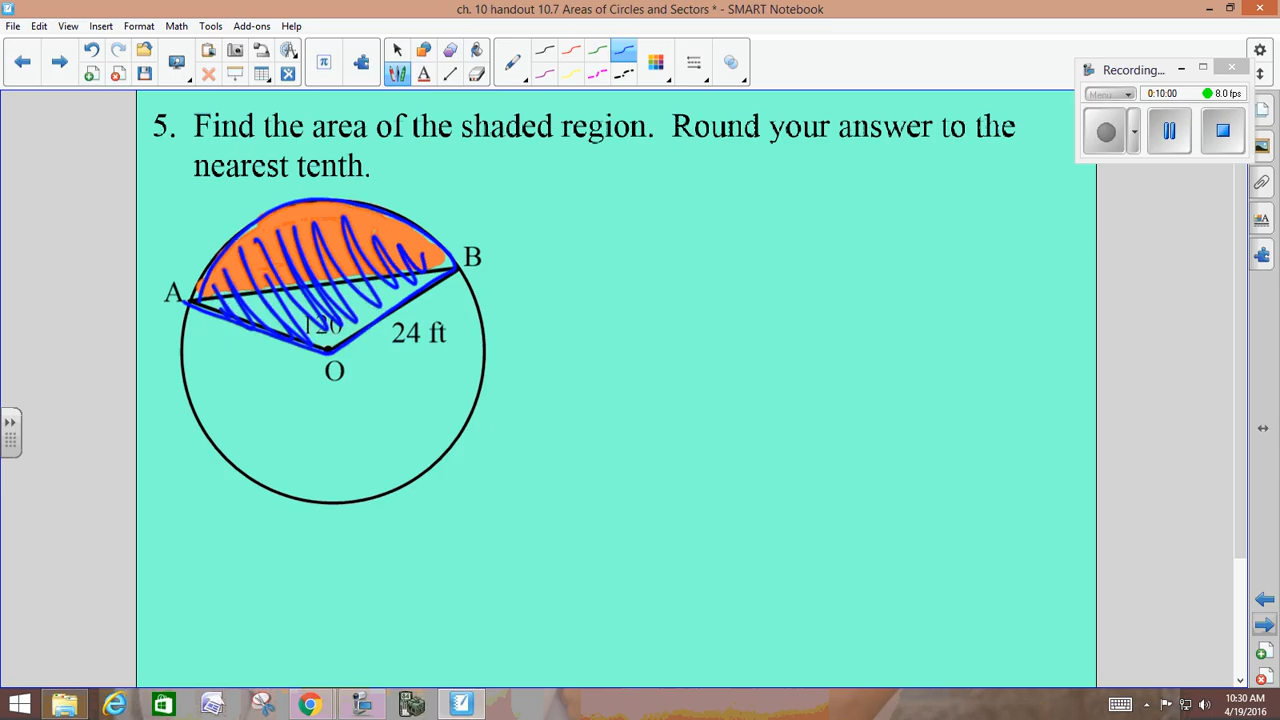 ch. 10 handout 10.7 Areas of Circles and Sectors * - SMART Notebook
File Edit View Insert Format Math Tools Add-ons Help
Recording...
Menu 0:10:00 8.0 fps
5. Find the area of the shaded region. Round your answer to the
nearest tenth.
B
A
120
24 ft
O
10:30 AM
4/19/2016